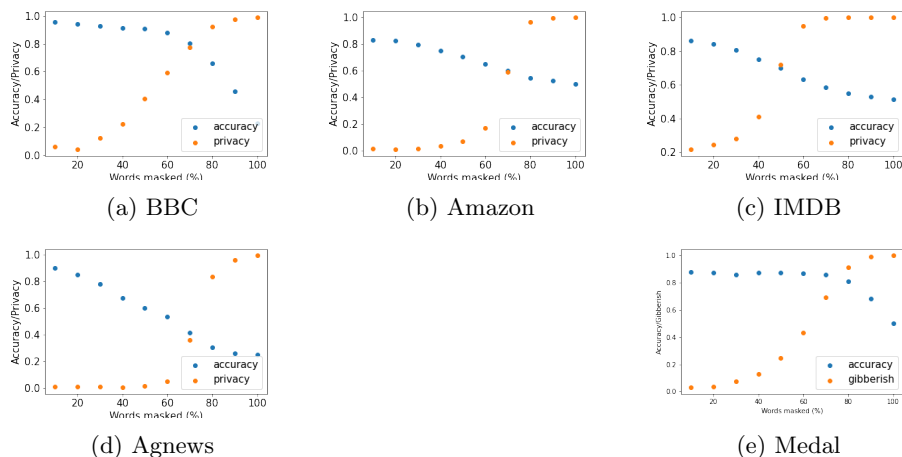 1.0
0.8
0.6
0.4
0.2
0.0
Accuracy/Privacy
accuracy
privacy
20 40 60 80 100
Words masked (%)
(a) BBC
1.0
0.8
0.6
0.4
0.2
0.0
Accuracy/Privacy
accuracy
privacy
20 40 60 80 100
Words masked (%)
(b) Amazon
1.0
0.8
0.6
0.4
0.2
Accuracy/Privacy
accuracy
privacy
20 40 60 80 100
Words masked (%)
(c) IMDB
1.0
0.8
0.6
0.4
0.2
0.0
Accuracy/Privacy
accuracy
privacy
20 40 60 80 100
Words masked (%)
(d) Agnews
1.0
0.8
0.6
0.4
0.2
0.0
Accuracy/Gibberish
accuracy
gibberish
20 40 60 80 100
Words masked (%)
(e) Medal